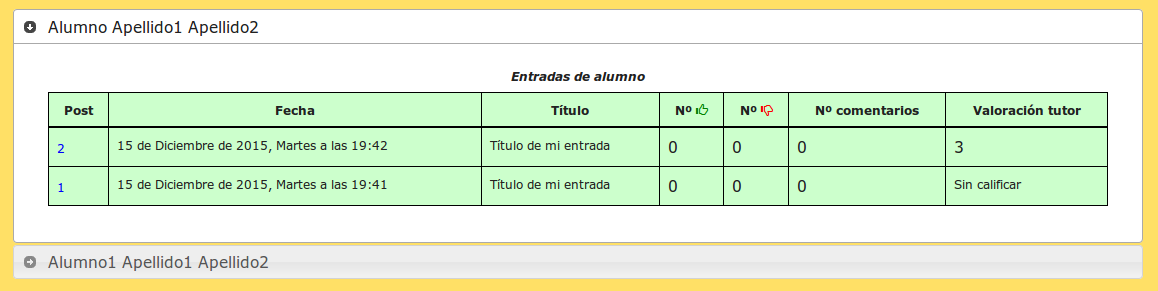 Alumno Apellido1 Apellido2
Entradas de alumno
Post Fecha Título Nº Nº Nº comentarios Valoración tutor
2 15 de Diciembre de 2015, Martes a las 19:42 Título de mi entrada 0 0 0 3
1 15 de Diciembre de 2015, Martes a las 19:41 Título de mi entrada 0 0 0 Sin calificar
Alumno1 Apellido1 Apellido2